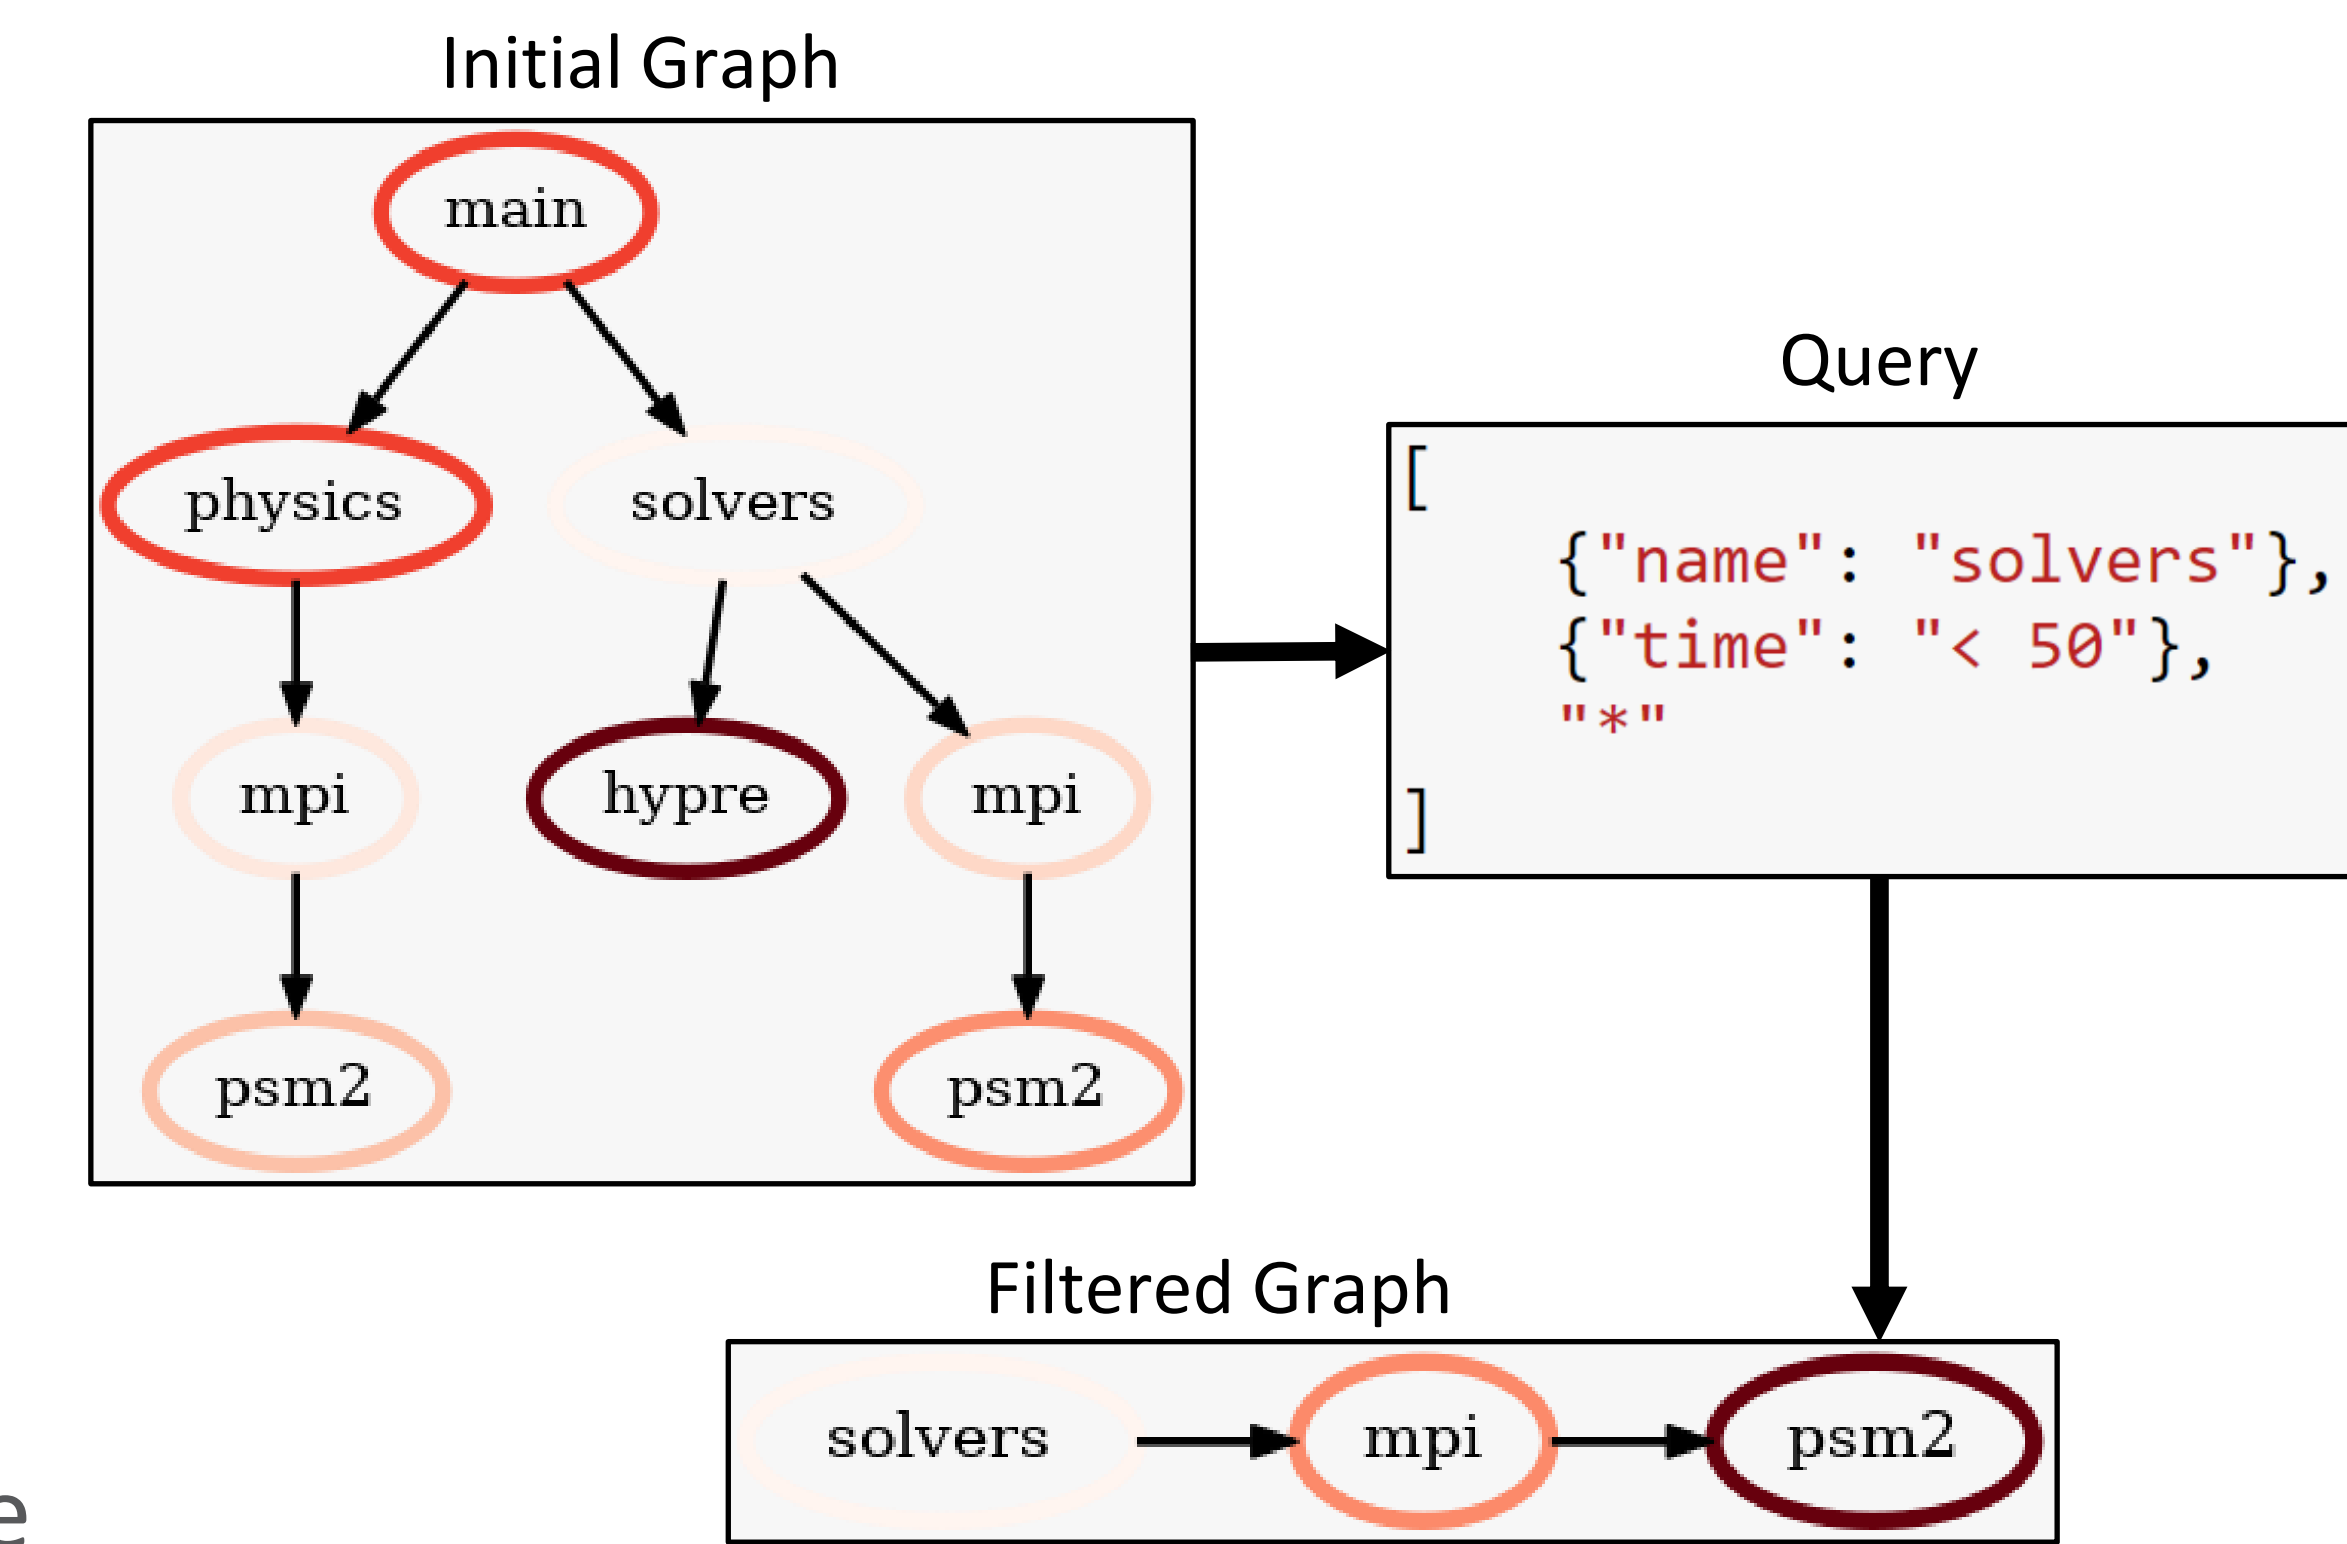 Initial Graph
main
physics
solvers
mpi
hypre
mpi
psm2
psm2
Query
[
{"name": "solvers"},
{"time": "< 50"},
"*"
]
Filtered Graph
solvers
mpi
psm2
e